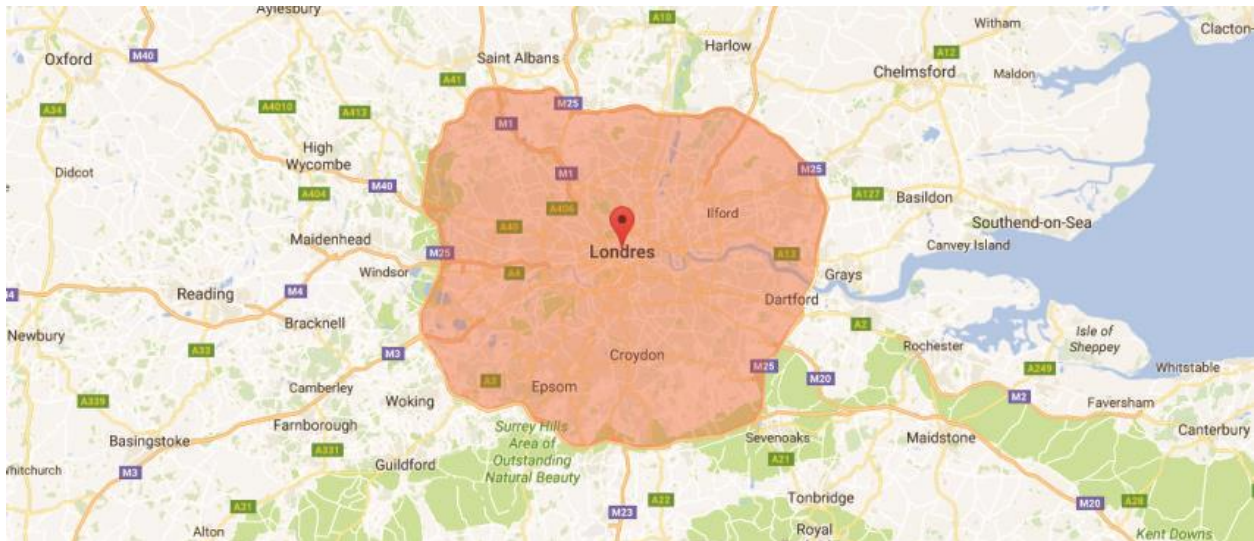 Aylesbury
A10
Witham
Clacton-
Oxford
M40
Saint Albans
Harlow
A12
Chelmsford
Maldon
A41
A34
A4010
A413
M25
M1
High
Wycombe
Didcot
M40
M1
M25
A404
A127
Basildon
A406
Ilford
Southend-on-Sea
A40
Maidenhead
Londres
Canvey Island
M25
A13
Windsor
A4
Grays
Reading
M4
Dartford
Bracknell
A2
Isle of
Sheppey
Newbury
A33
M3
Rochester
Croydon
M25
M20
A249
Whitstable
Camberley
A3
Epsom
M2
A339
Woking
Faversham
Farnborough
Surrey Hills
Area of
Outstanding
Natural Beauty
Basingstoke
A331
Sevenoaks
Maidstone
Canterbury
Whitchurch
M3
Guildford
A21
A31
A22
Tonbridge
M20
A28
M23
Alton
Royal
Kent Downs